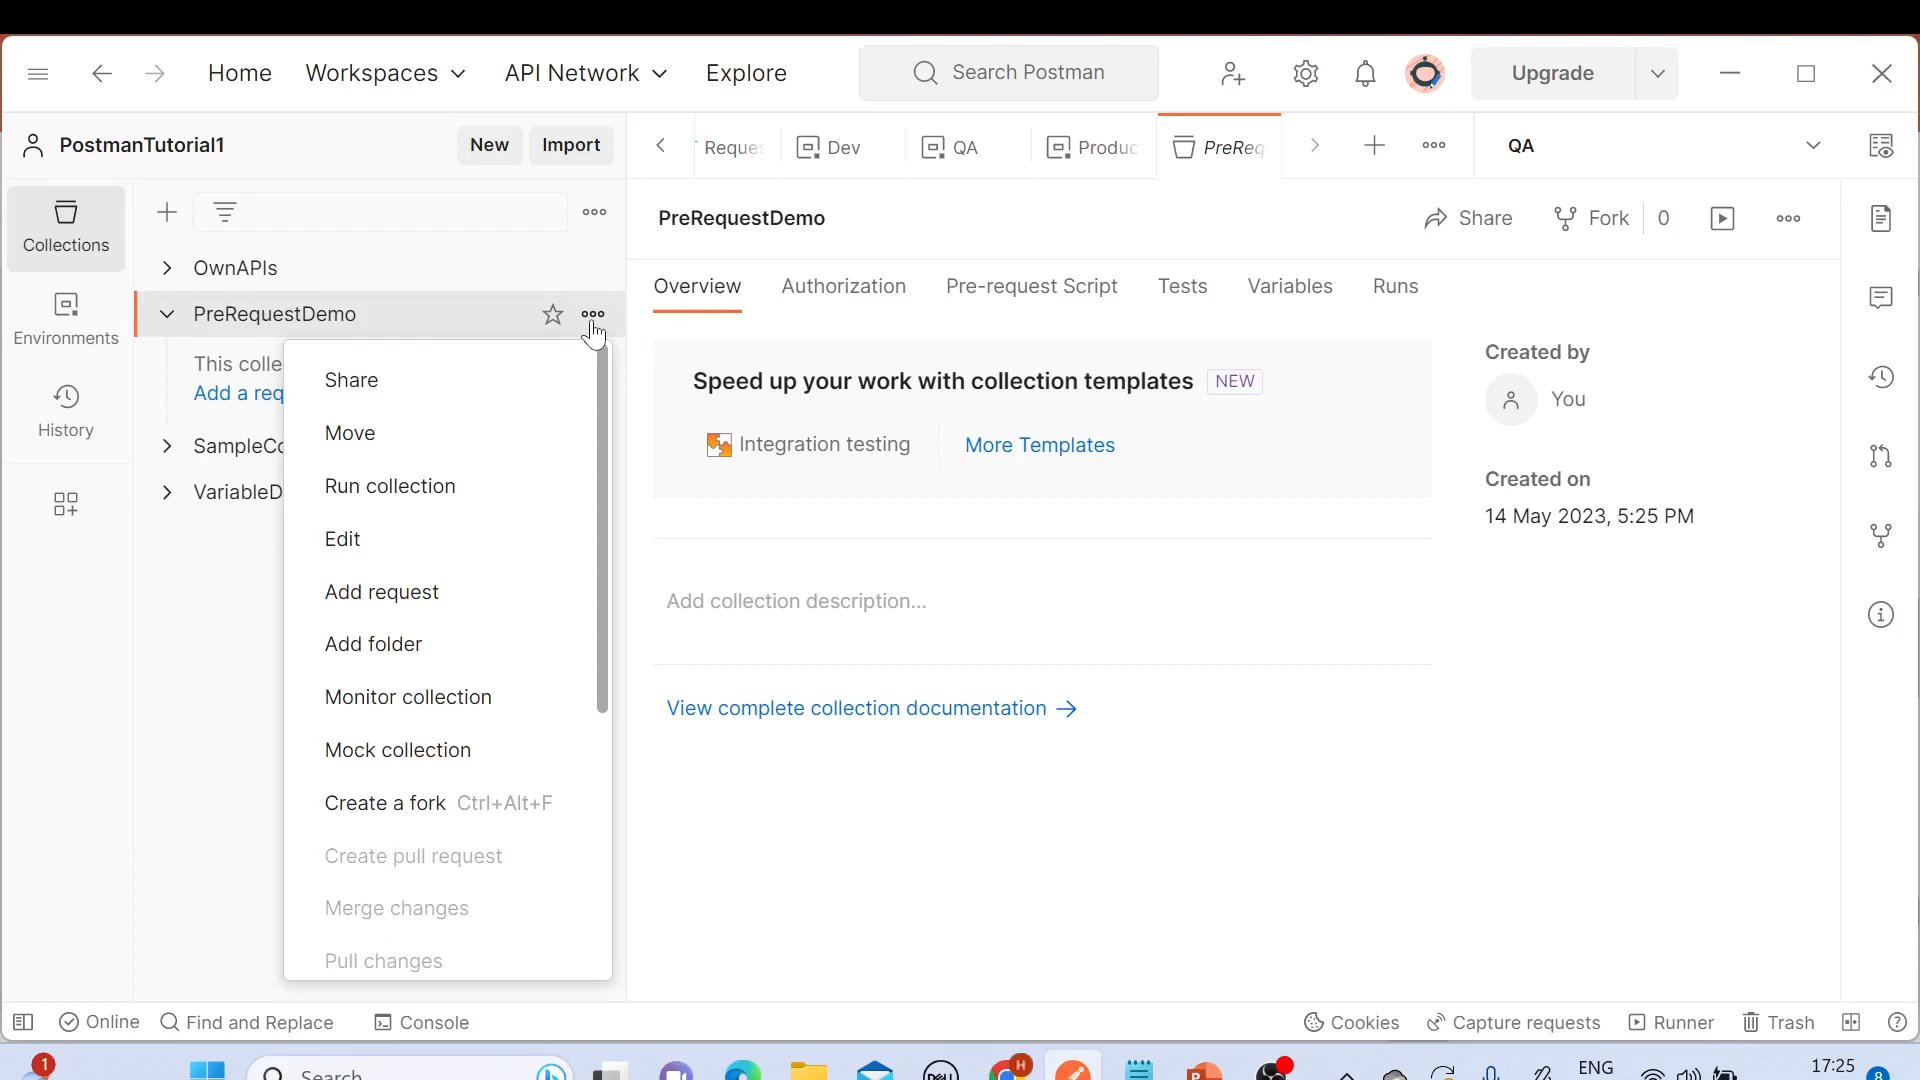 Home Workspaces API Network Explore Search Postman Upgrade
PostmanTutorial1 New Import Reques Dev QA Produc PreReq QA
Collections
Environments
History
OwnAPIs
PreRequestDemo
This colle
Add a req
SampleCo
VariableD
Share
Move
Run collection
Edit
Add request
Add folder
Monitor collection
Mock collection
Create a fork Ctrl+Alt+F
Create pull request
Merge changes
Pull changes
PreRequestDemo Share Fork 0
Overview Authorization Pre-request Script Tests Variables Runs
Speed up your work with collection templates NEW
Integration testing More Templates
Add collection description...
View complete collection documentation
Created by
You
Created on
14 May 2023, 5:25 PM
Online Find and Replace Console Cookies Capture requests Runner Trash
1 Search DELL H ENG 17:25 8